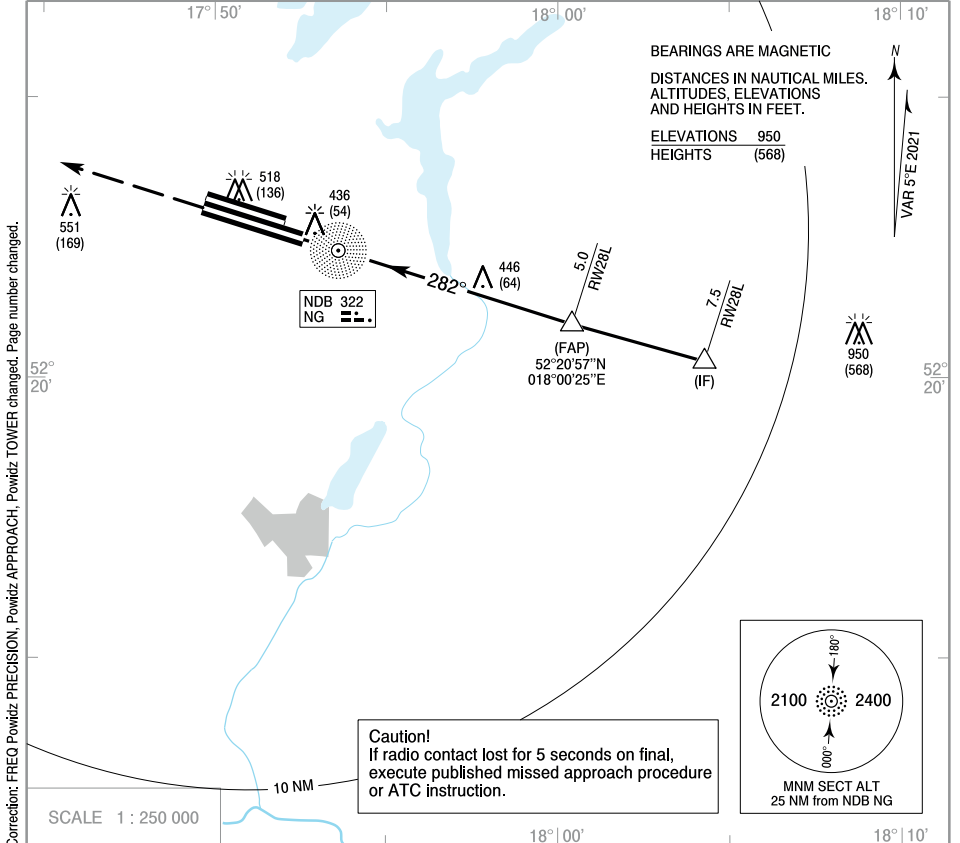 17°50'
18°00'
18°10'
BEARINGS ARE MAGNETIC
DISTANCES IN NAUTICAL MILES.
ALTITUDES, ELEVATIONS
AND HEIGHTS IN FEET.
ELEVATIONS 950
HEIGHTS (568)
N
VAR 5°E 2021
518
(136)
436
(54)
551
(169)
446
(64)
282°
5.0
RW28L
7.5
RW28L
NDB 322
NG
(FAP)
52°20'57''N
018°00'25''E
(IF)
950
(568)
52°
20'
52°
20'
Correction: FREQ Powidz PRECISION, Powidz APPROACH, Powidz TOWER changed. Page number changed.
180°
2100
2400
000°
MNM SECT ALT
25 NM from NDB NG
Caution!
If radio contact lost for 5 seconds on final,
execute published missed approach procedure
or ATC instruction.
10 NM
SCALE 1 : 250 000
18°00'
18°10'